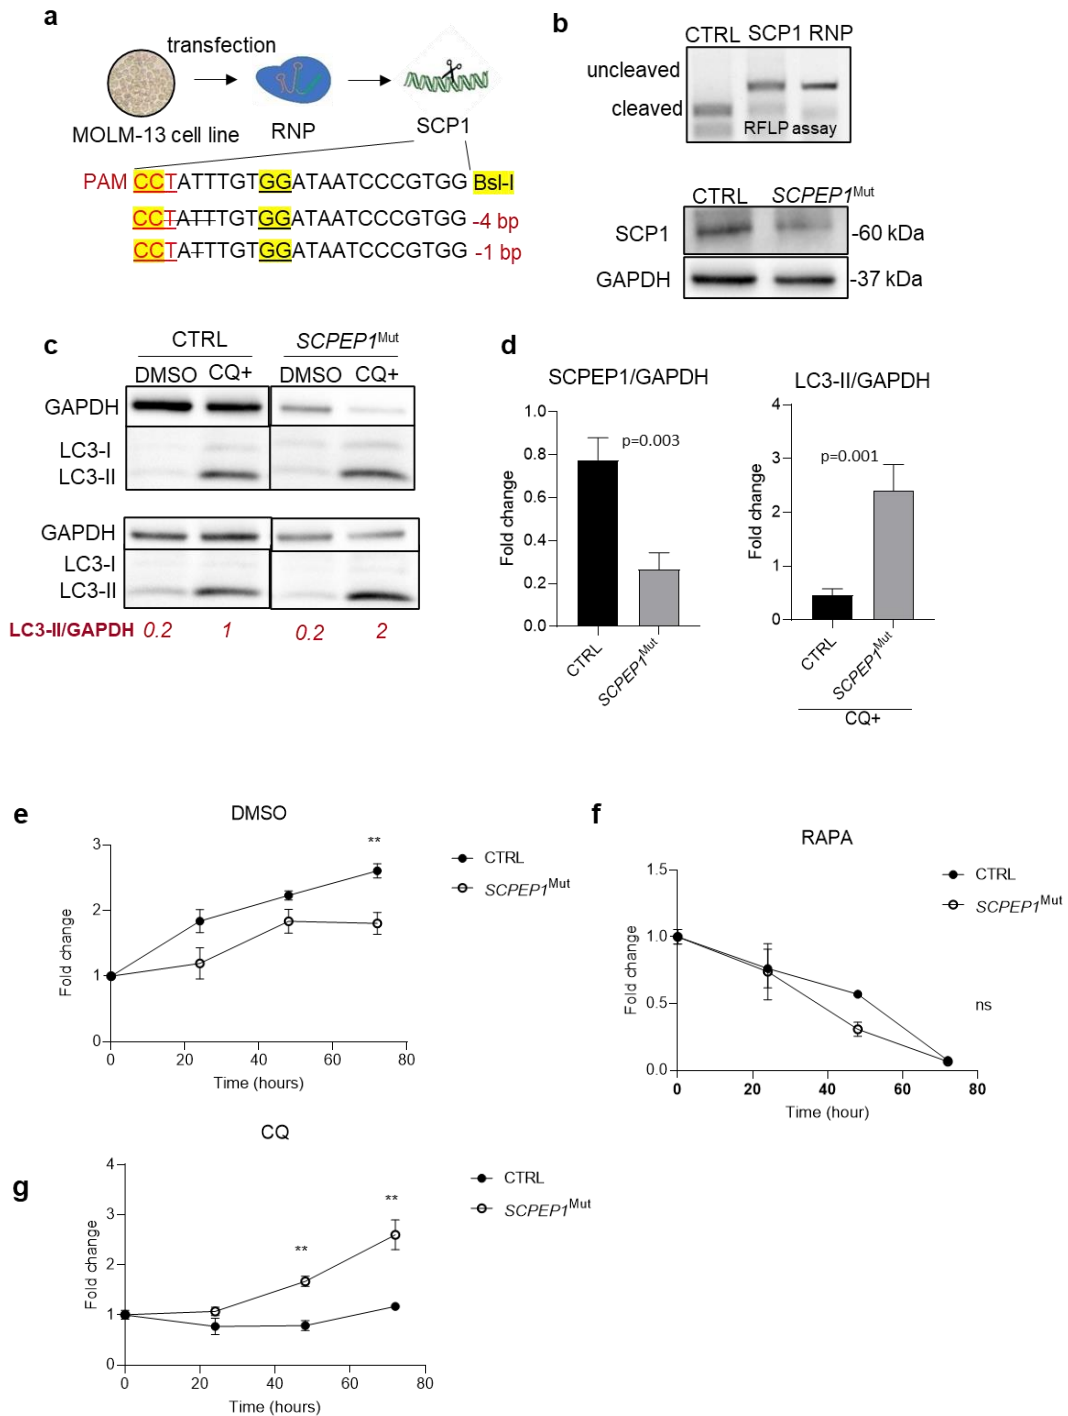 a
transfection
MOLM-13 cell line
RNP
SCP1
PAM CCTATTTGTGGATAATCCCGTGG Bsl-I
CCTATTTGTGGATAATCCCGTGG -4 bp
CCTATTTGTGGATAATCCCGTGG -1 bp
b
CTRL SCP1 RNP
uncleaved
cleaved
RFLP assay
CTRL SCPEP1Mut
SCP1 -60 kDa
GAPDH -37 kDa
c
CTRL SCPEP1Mut
DMSO CQ+ DMSO CQ+
GAPDH
LC3-I
LC3-II
GAPDH
LC3-I
LC3-II
LC3-II/GAPDH 0.2 1 0.2 2
d
SCPEP1/GAPDH
Fold change
1.0
0.8
0.6
0.4
0.2
0.0
p=0.003
CTRL
SCPEP1Mut
LC3-II/GAPDH
Fold change
4
3
2
1
0
p=0.001
CTRL
SCPEP1Mut
CQ+
e
DMSO
Fold change
3
2
1
0
**
0 20 40 60 80
Time (hours)
CTRL
SCPEP1Mut
f
RAPA
Fold change
1.5
1.0
0.5
0.0
0 20 40 60 80
Time (hour)
CTRL
SCPEP1Mut
ns
g
CQ
Fold change
4
3
2
1
0
**
**
0 20 40 60 80
Time (hours)
CTRL
SCPEP1Mut